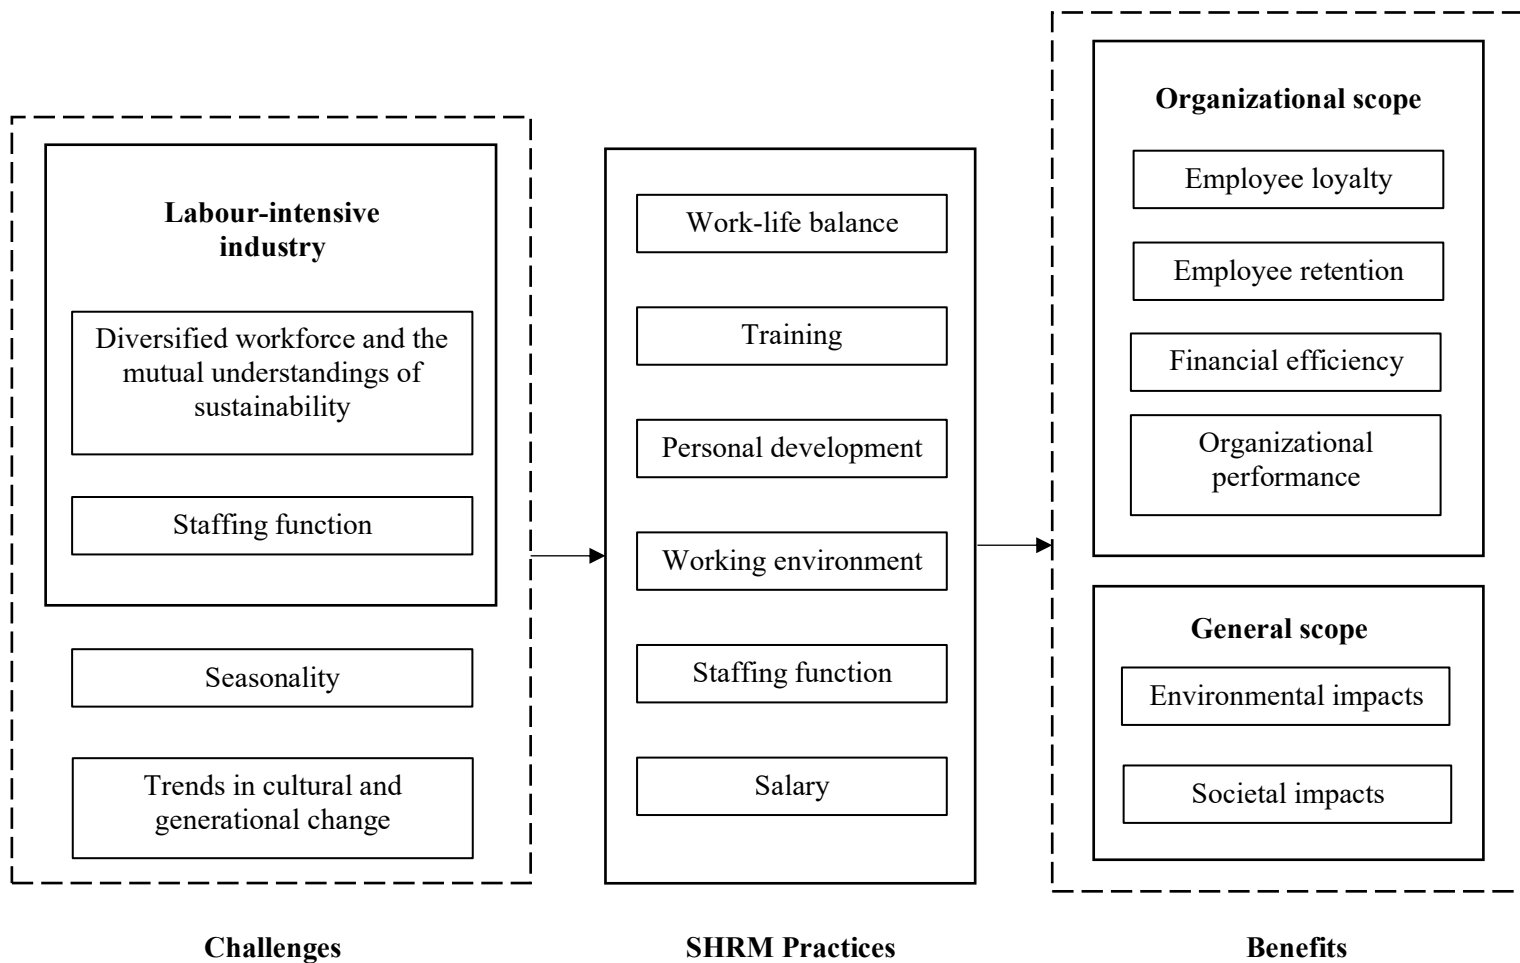 Labour-intensive
industry
Diversified workforce and the
mutual understandings of
sustainability
Staffing function
Seasonality
Trends in cultural and
generational change
Challenges
Work-life balance
Training
Personal development
Working environment
Staffing function
Salary
SHRM Practices
Organizational scope
Employee loyalty
Employee retention
Financial efficiency
Organizational
performance
General scope
Environmental impacts
Societal impacts
Benefits